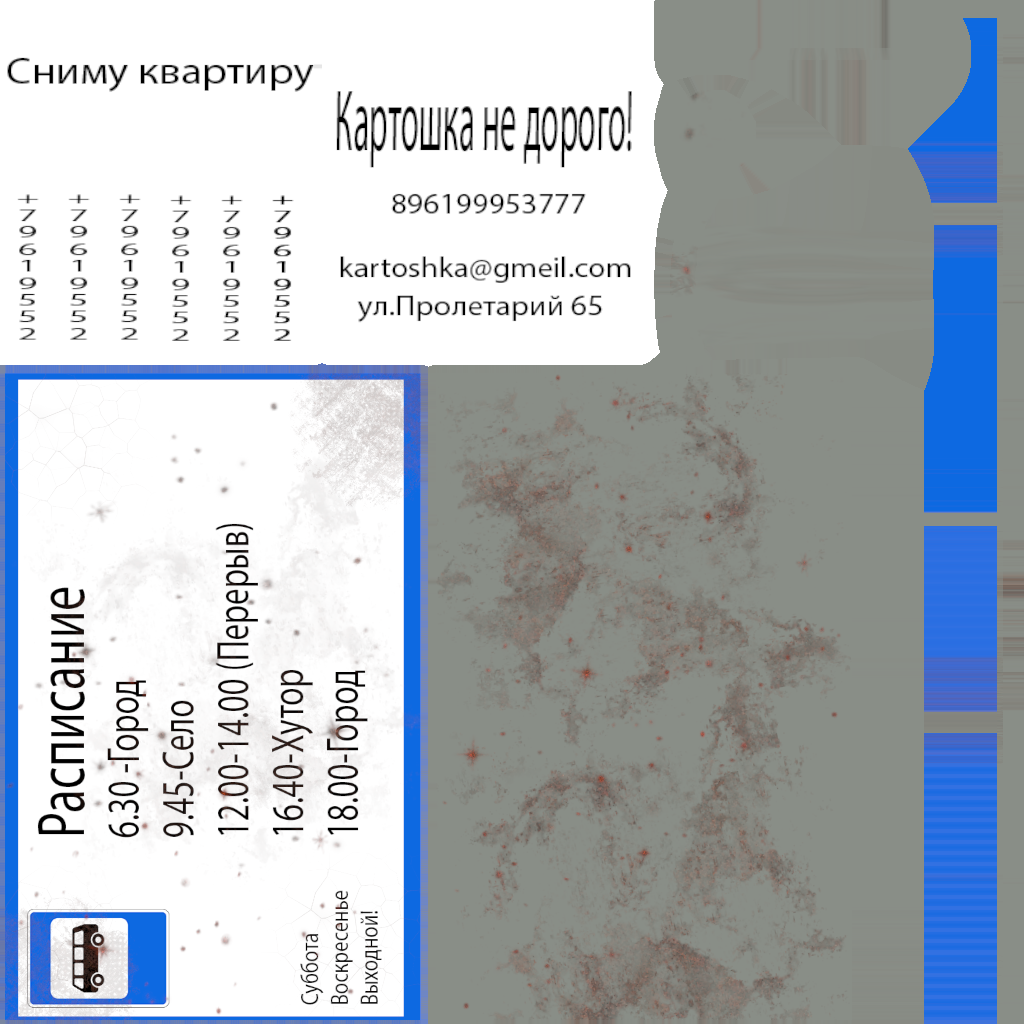 Сниму квартиру
+79619552
+79619552
+79619552
+79619552
+79619552
+79619552
Картошка не дорого!
896199953777
kartoshka@gmeil.com
ул.Пролетарий 65
Расписание
6.30 -Город
9.45-Село
12.00-14.00 (Перерыв)
16.40-Хутор
18.00-Город
Суббота
Воскресенье
Выходной!